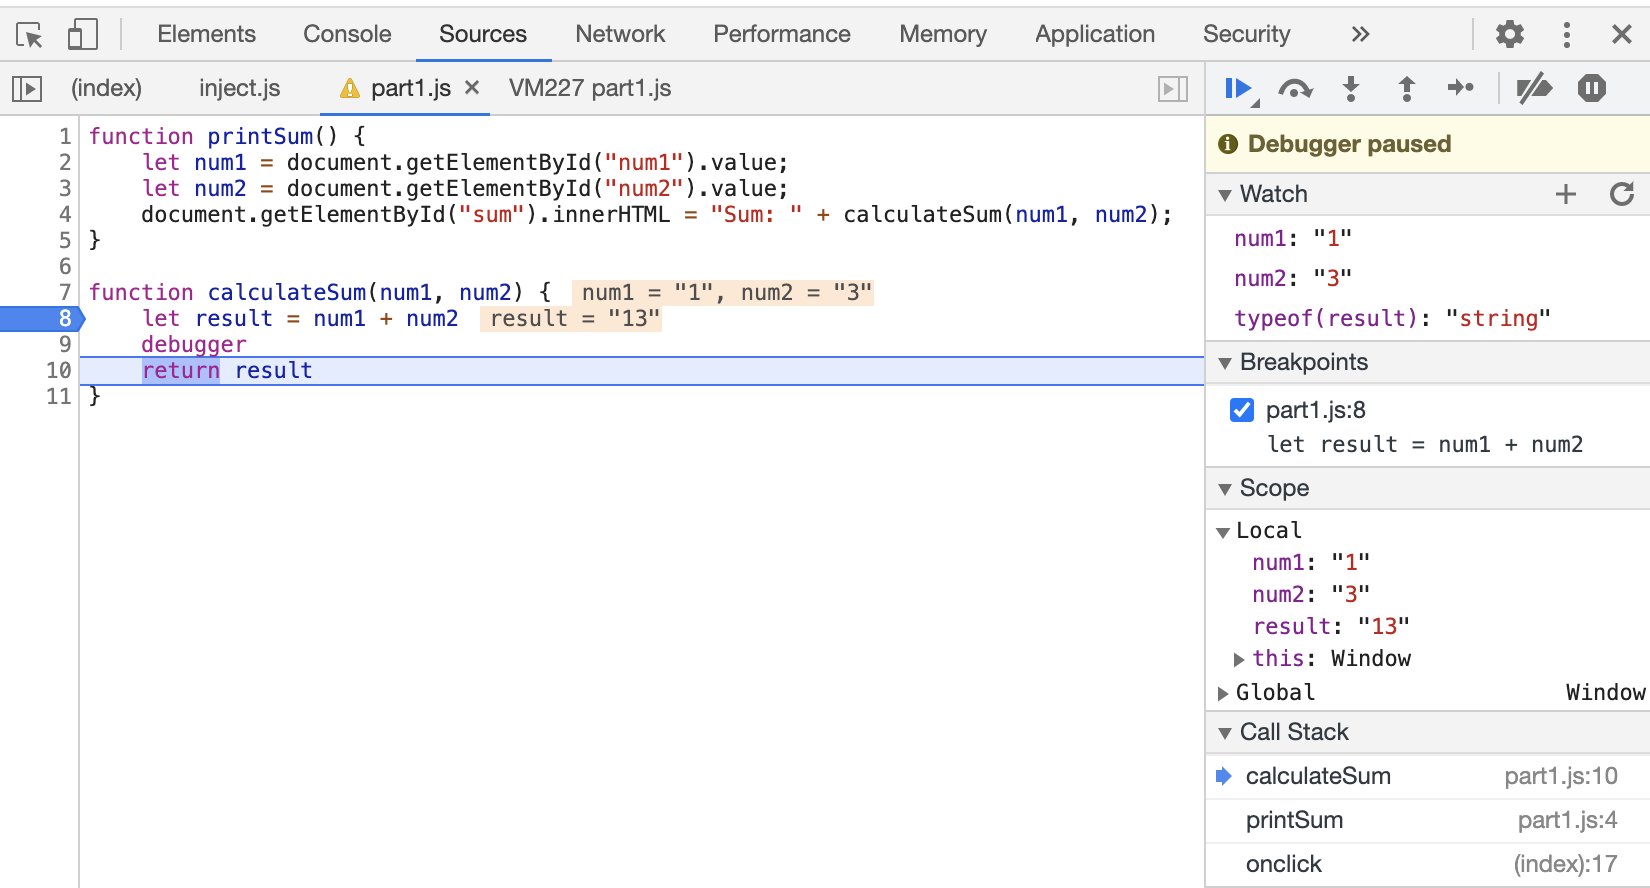 Elements Console Sources Network Performance Memory Application Security »
(index) inject.js part1.js × VM227 part1.js
1 function printSum() {
2     let num1 = document.getElementById("num1").value;
3     let num2 = document.getElementById("num2").value;
4     document.getElementById("sum").innerHTML = "Sum: " + calculateSum(num1, num2);
5 }
6
7 function calculateSum(num1, num2) { num1 = "1", num2 = "3"
8     let result = num1 + num2 result = "13"
9     debugger
10     return result
11 }
Debugger paused
Watch
num1: "1"
num2: "3"
typeof(result): "string"
Breakpoints
part1.js:8
let result = num1 + num2
Scope
Local
num1: "1"
num2: "3"
result: "13"
this: Window
Global Window
Call Stack
calculateSum part1.js:10
printSum part1.js:4
onclick (index):17